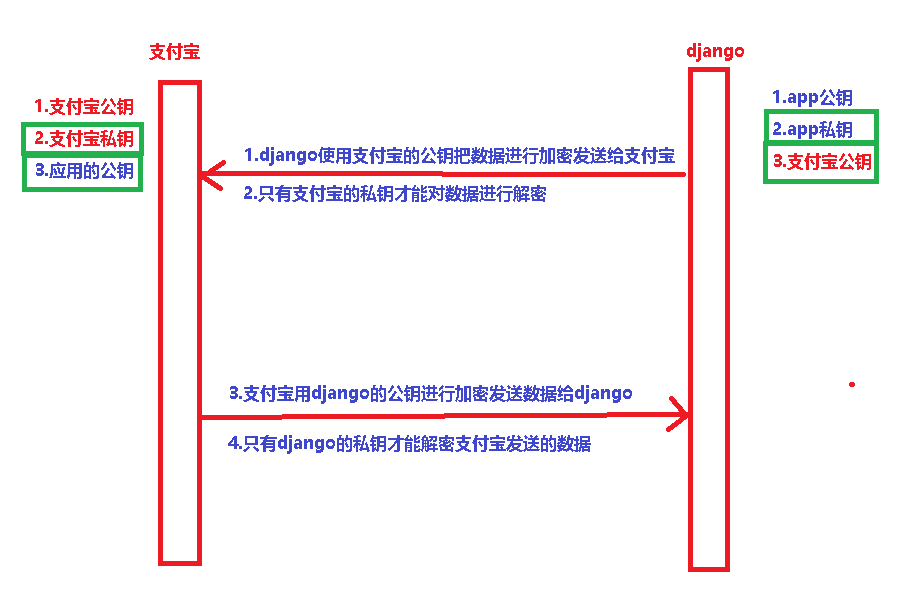 支付宝
django
1.支付宝公钥
2.支付宝私钥
3.应用的公钥
1.app公钥
2.app私钥
3.支付宝公钥
1.django使用支付宝的公钥把数据进行加密发送给支付宝
2.只有支付宝的私钥才能对数据进行解密
3.支付宝用django的公钥进行加密发送数据给django
4.只有django的私钥才能解密支付宝发送的数据